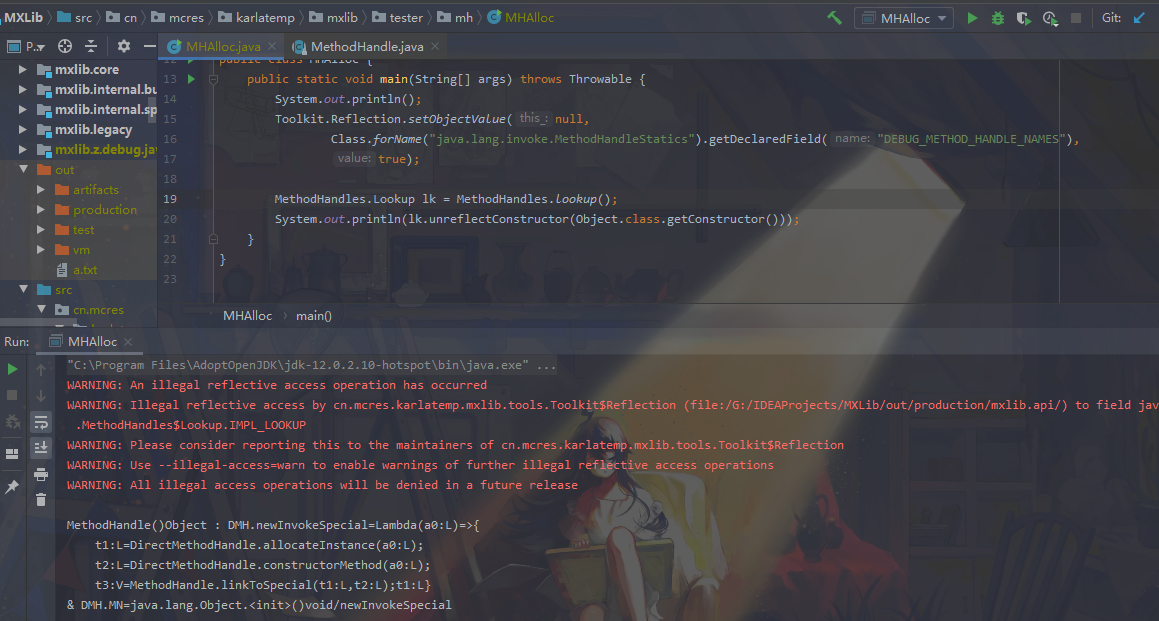 MXLib src cn mcres karlatemp mxlib tester mh MHAlloc MHAlloc Git:
P.. MHAlloc.java MethodHandle.java
mxlib.core
mxlib.internal.bu
mxlib.internal.sp
mxlib.legacy
mxlib.z.debug.ja
out
artifacts
production
test
vm
a.txt
src
cn.mcres
12 public class MHAlloc {
13 public static void main(String[] args) throws Throwable {
14 System.out.println();
15 Toolkit.Reflection.setObjectValue( this_: null,
16 Class.forName("java.lang.invoke.MethodHandleStatics").getDeclaredField( name: "DEBUG_METHOD_HANDLE_NAMES"),
17 value: true);
18
19 MethodHandles.Lookup lk = MethodHandles.lookup();
20 System.out.println(lk.unreflectConstructor(Object.class.getConstructor()));
21 }
22 }
23
MHAlloc main()
Run: MHAlloc
"C:\Program Files\AdoptOpenJDK\jdk-12.0.2.10-hotspot\bin\java.exe" ...
WARNING: An illegal reflective access operation has occurred
WARNING: Illegal reflective access by cn.mcres.karlatemp.mxlib.tools.Toolkit$Reflection (file:/G:/IDEAProjects/MXLib/out/production/mxlib.api/) to field jav
.MethodHandles$Lookup.IMPL_LOOKUP
WARNING: Please consider reporting this to the maintainers of cn.mcres.karlatemp.mxlib.tools.Toolkit$Reflection
WARNING: Use --illegal-access=warn to enable warnings of further illegal reflective access operations
WARNING: All illegal access operations will be denied in a future release
MethodHandle()Object : DMH.newInvokeSpecial=Lambda(a0:L)=>{
t1:L=DirectMethodHandle.allocateInstance(a0:L);
t2:L=DirectMethodHandle.constructorMethod(a0:L);
t3:V=MethodHandle.linkToSpecial(t1:L,t2:L);t1:L}
& DMH.MN=java.lang.Object.<init>()void/newInvokeSpecial